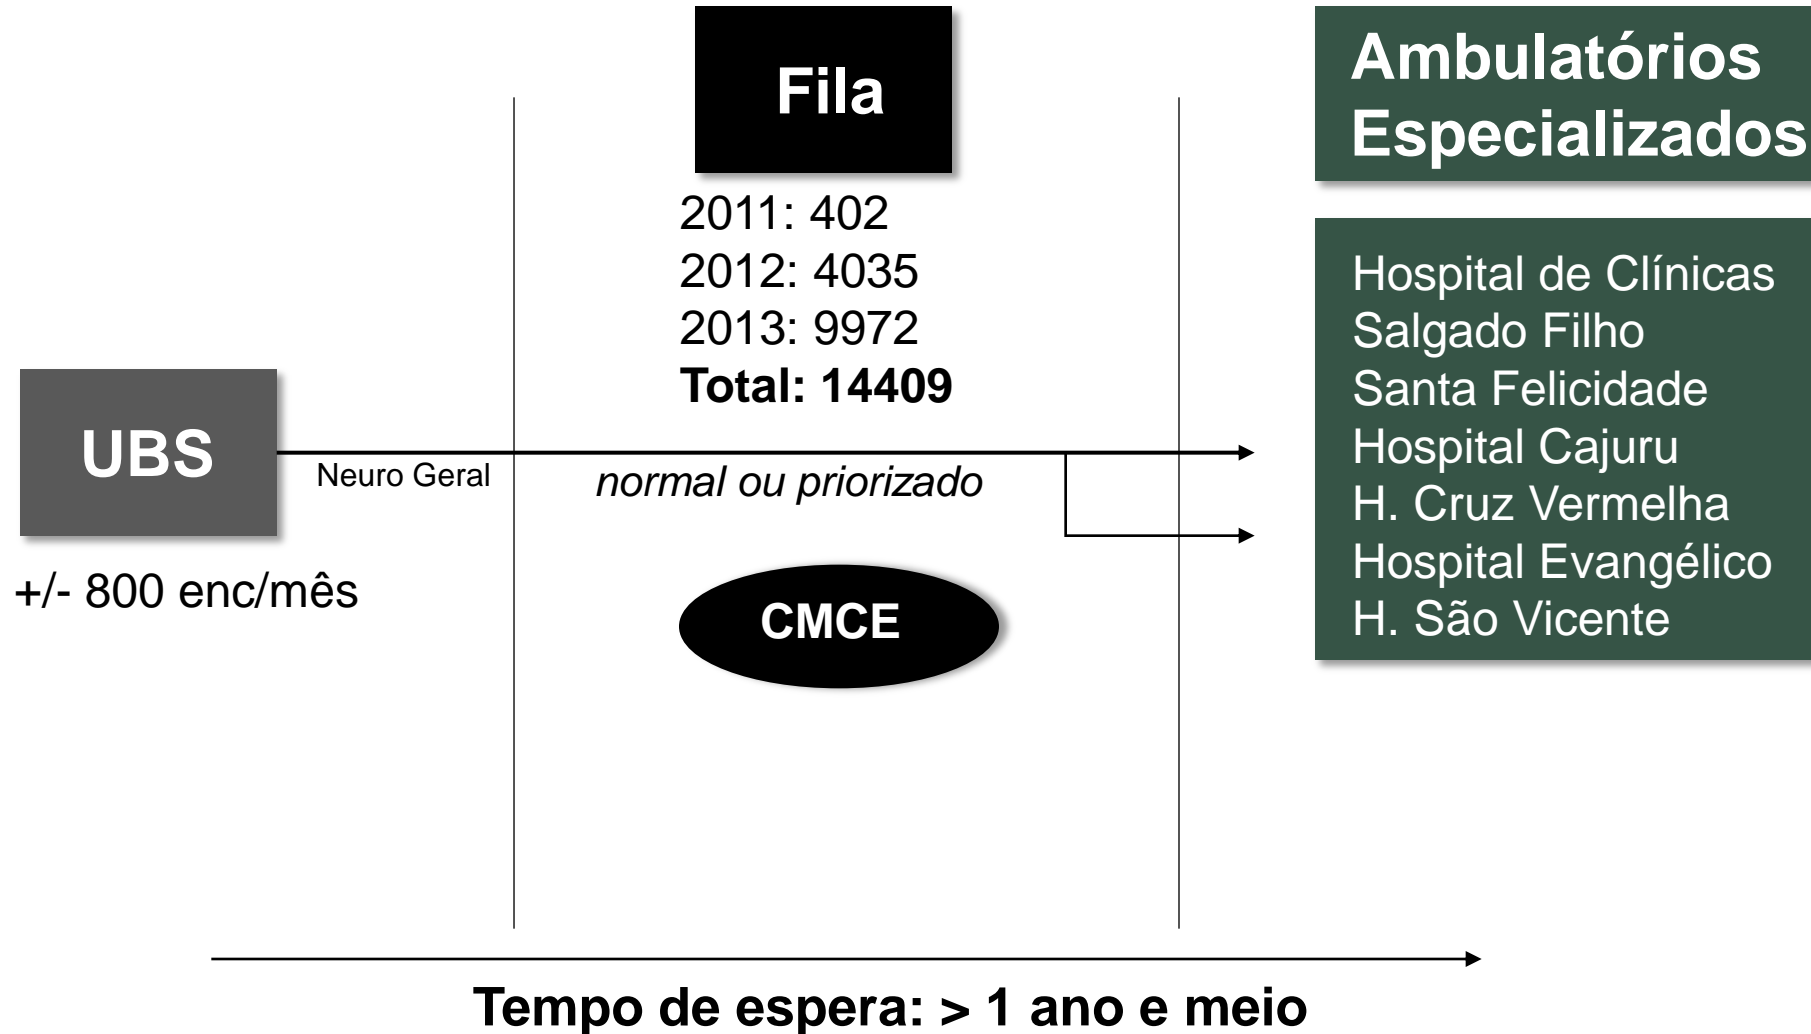 Fila
2011: 402
2012: 4035
2013: 9972
Total: 14409
UBS
Neuro Geral
normal ou priorizado
+/- 800 enc/mês
CMCE
Ambulatórios
Especializados
Hospital de Clínicas
Salgado Filho
Santa Felicidade
Hospital Cajuru
H. Cruz Vermelha
Hospital Evangélico
H. São Vicente
Tempo de espera: > 1 ano e meio